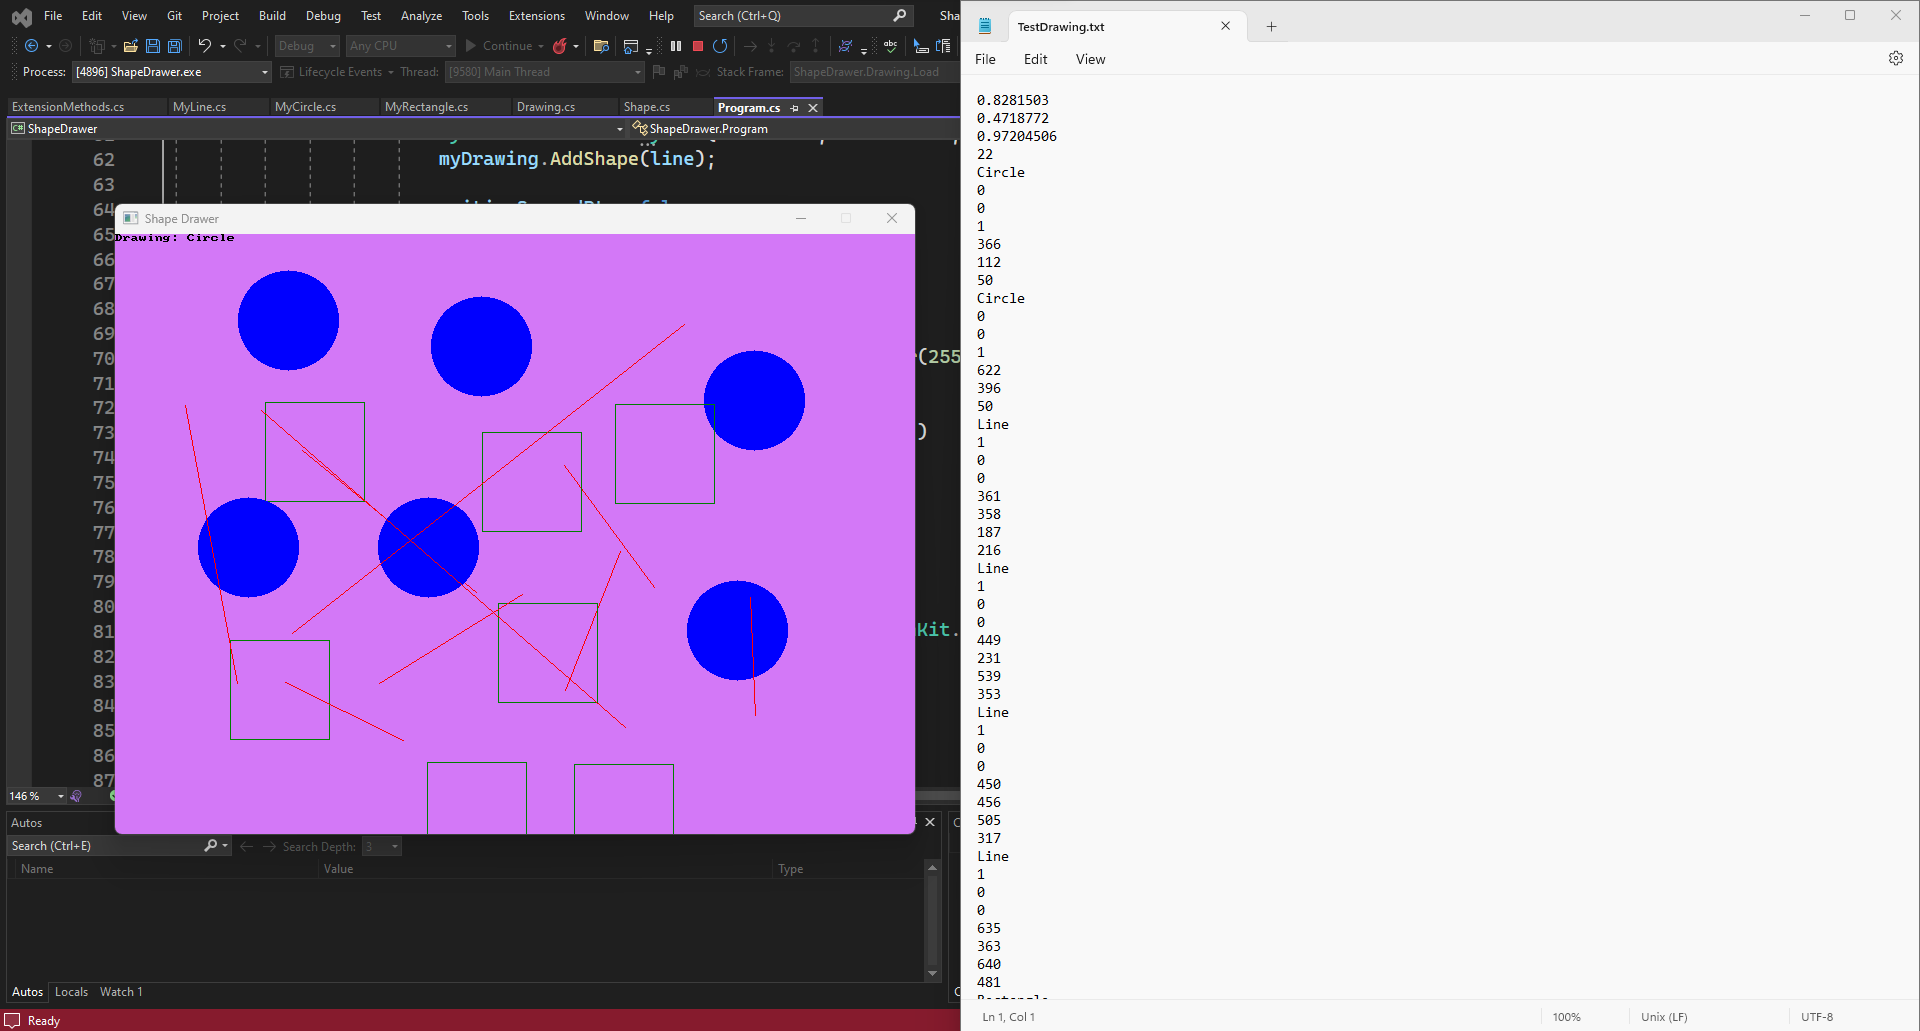 File Edit View Git Project Build Debug Test Analyze Tools Extensions Window Help Search (Ctrl+Q) Sha
Debug Any CPU Continue
Process: [4896] ShapeDrawer.exe Lifecycle Events Thread: [9580] Main Thread Stack Frame: ShapeDrawer.Drawing.Load
ExtensionMethods.cs MyLine.cs MyCircle.cs MyRectangle.cs Drawing.cs Shape.cs Program.cs
ShapeDrawer ShapeDrawer.Program
62 myDrawing.AddShape(line);
63
64
Shape Drawer
65
Drawing: Circle
66
67
68
69
70 (255
71
72
73 )
74
75
76
77
78
79
80
81 Kit.
82
83
84
85
86
87
146 %
Autos
Search (Ctrl+E) Search Depth: 3
Name Value Type
Autos Locals Watch 1
Ready
TestDrawing.txt
File Edit View
0.8281503
0.4718772
0.97204506
22
Circle
0
0
1
366
112
50
Circle
0
0
1
622
396
50
Line
1
0
0
361
358
187
216
Line
1
0
0
449
231
539
353
Line
1
0
0
450
456
505
317
Line
1
0
0
635
363
640
481
Rectangle
Ln 1, Col 1 100% Unix (LF) UTF-8